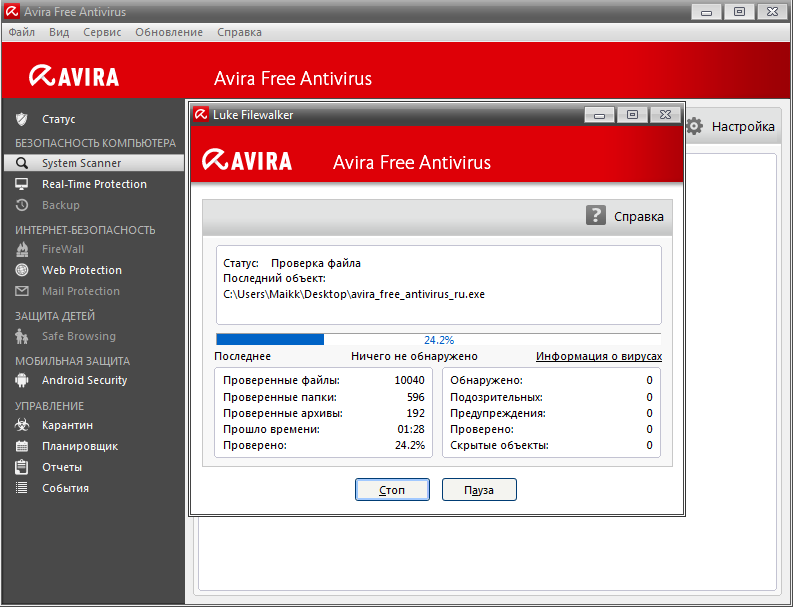 Avira Free Antivirus
Файл Вид Сервис Обновление Справка
AVIRA Avira Free Antivirus
Статус
БЕЗОПАСНОСТЬ КОМПЬЮТЕРА
System Scanner
Real-Time Protection
Backup
ИНТЕРНЕТ-БЕЗОПАСНОСТЬ
FireWall
Web Protection
Mail Protection
ЗАЩИТА ДЕТЕЙ
Safe Browsing
МОБИЛЬНАЯ ЗАЩИТА
Android Security
УПРАВЛЕНИЕ
Карантин
Планировщик
Отчеты
События
Настройка
Luke Filewalker
AVIRA Avira Free Antivirus
? Справка
Статус: Проверка файла
Последний объект:
C:\Users\Maikk\Desktop\avira_free_antivirus_ru.exe
24.2%
Последнее Ничего не обнаружено Информация о вирусах
Проверенные файлы: 10040
Проверенные папки: 596
Проверенные архивы: 192
Прошло времени: 01:28
Проверено: 24.2%
Обнаружено: 0
Подозрительных: 0
Предупреждения: 0
Проверено: 0
Скрытые объекты: 0
Стоп Пауза